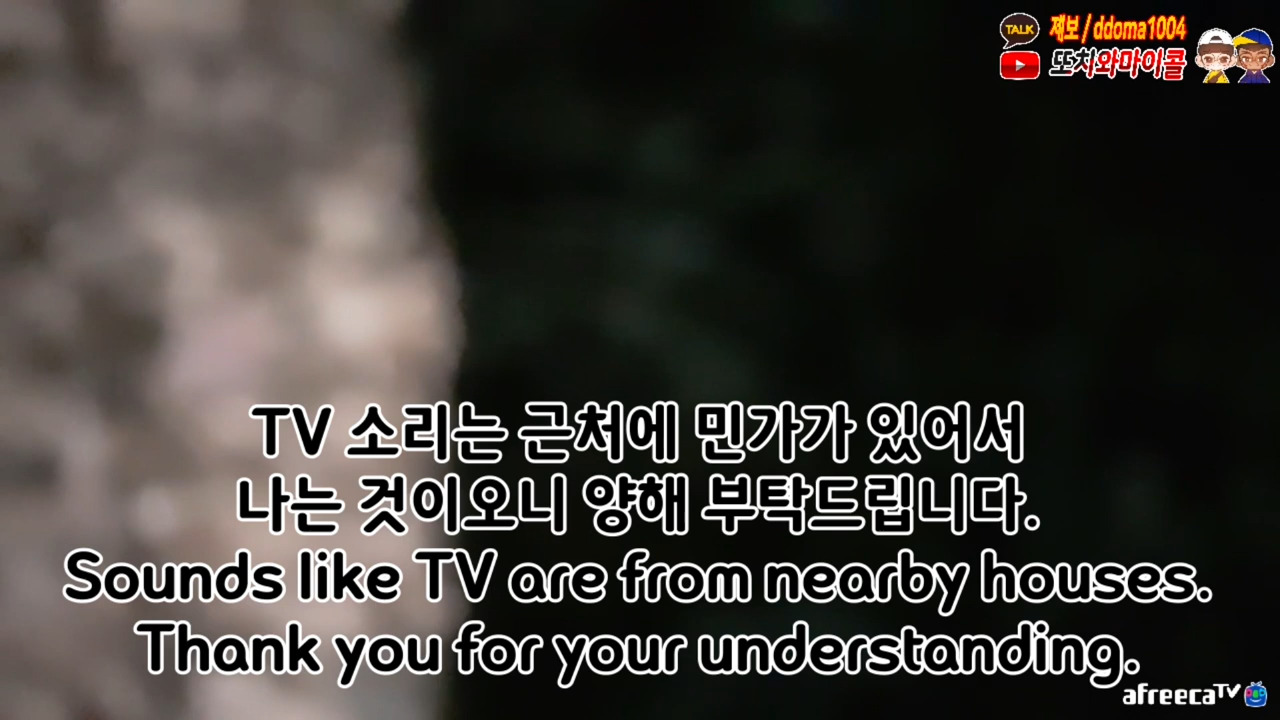 TALK 제보 / ddoma1004
또치와마이콜
TV 소리는 근처에 민가가 있어서
나는 것이오니 양해 부탁드립니다.
Sounds like TV are from nearby houses.
Thank you for your understanding.
afreecaTV